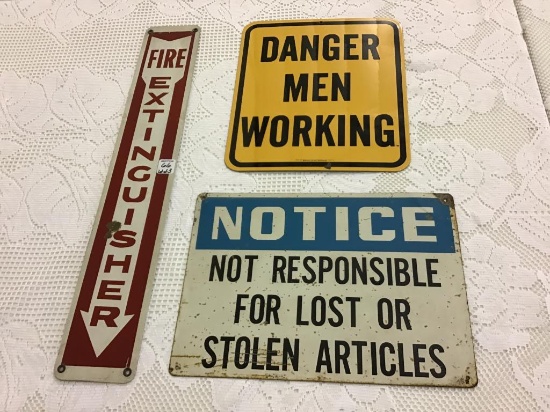 FIRE
EXTINGUISHER
DANGER
MEN
WORKING
NOTICE
NOT RESPONSIBLE
FOR LOST OR
STOLEN ARTICLES